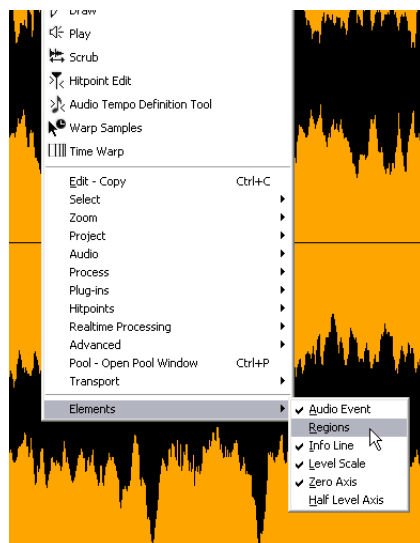 Draw
Play
Scrub
Hitpoint Edit
Audio Tempo Definition Tool
Warp Samples
Time Warp
Edit - Copy Ctrl+C
Select
Zoom
Project
Audio
Process
Plug-ins
Hitpoints
Realtime Processing
Advanced
Pool - Open Pool Window Ctrl+P
Transport
Elements
Audio Event
Regions
Info Line
Level Scale
Zero Axis
Half Level Axis